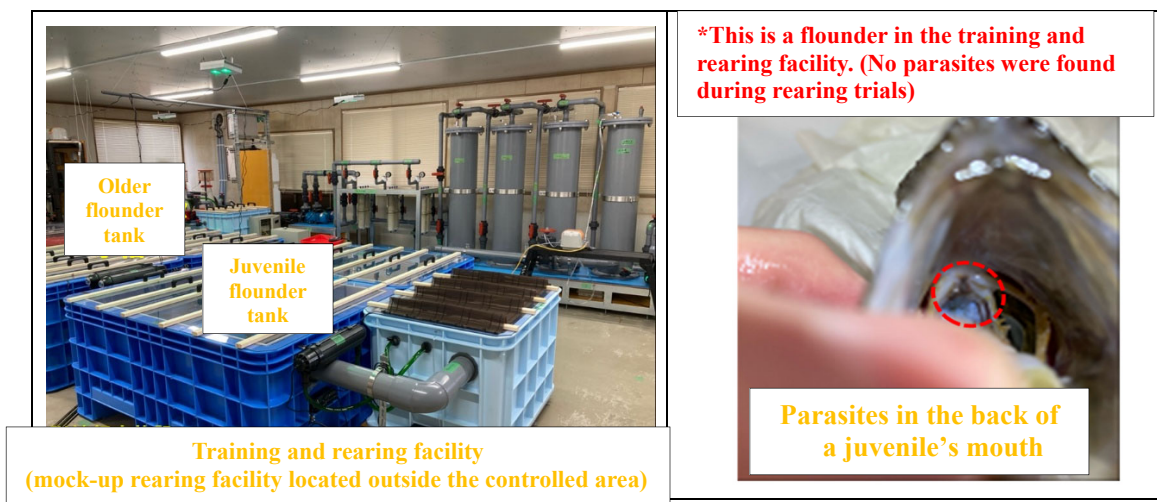 Older
flounder
tank
Juvenile
flounder
tank
Training and rearing facility
(mock-up rearing facility located outside the controlled area)
*This is a flounder in the training and
rearing facility. (No parasites were found
during rearing trials)
Parasites in the back of
a juvenile’s mouth